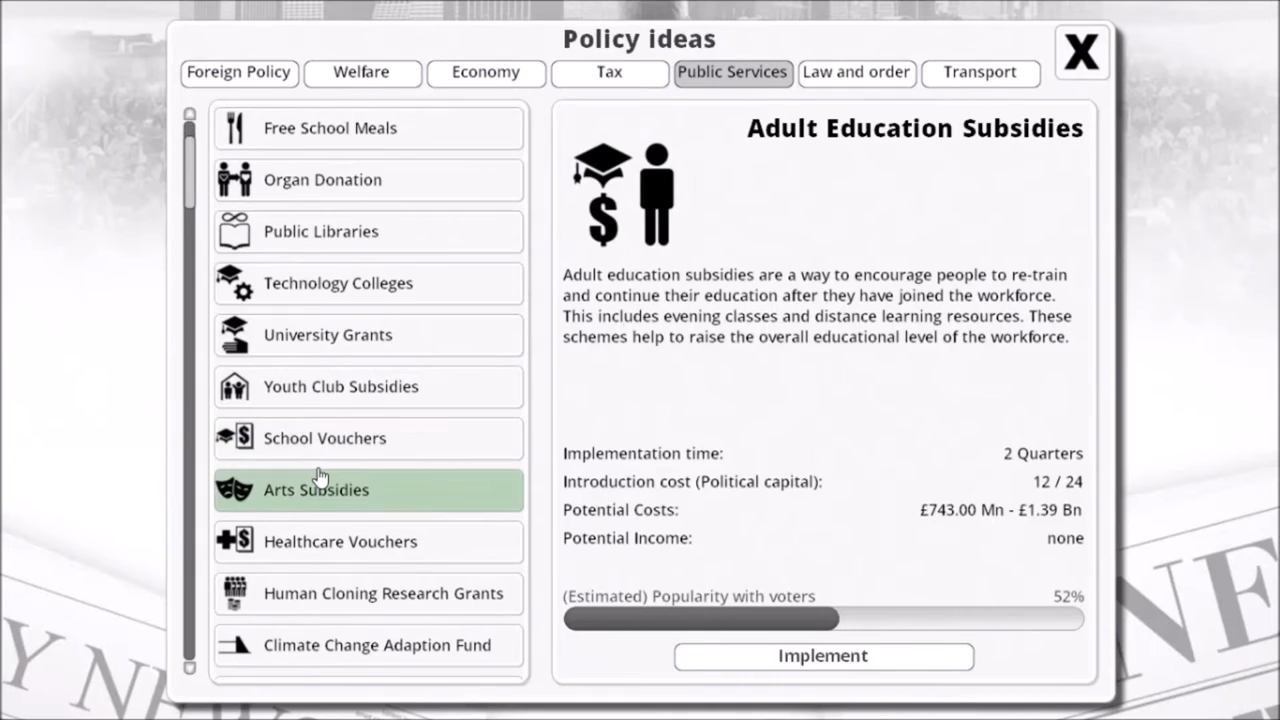 Policy ideas
X
Foreign Policy
Welfare
Economy
Tax
Public Services
Law and order
Transport
Free School Meals
Organ Donation
Public Libraries
Technology Colleges
University Grants
Youth Club Subsidies
School Vouchers
Arts Subsidies
Healthcare Vouchers
Human Cloning Research Grants
Climate Change Adaption Fund
Adult Education Subsidies
$
Adult education subsidies are a way to encourage people to re-train
and continue their education after they have joined the workforce.
This includes evening classes and distance learning resources. These
schemes help to raise the overall educational level of the workforce.
Implementation time: 2 Quarters
Introduction cost (Political capital): 12 / 24
Potential Costs: £743.00 Mn - £1.39 Bn
Potential Income: none
(Estimated) Popularity with voters 52%
Implement
Y NE
NE